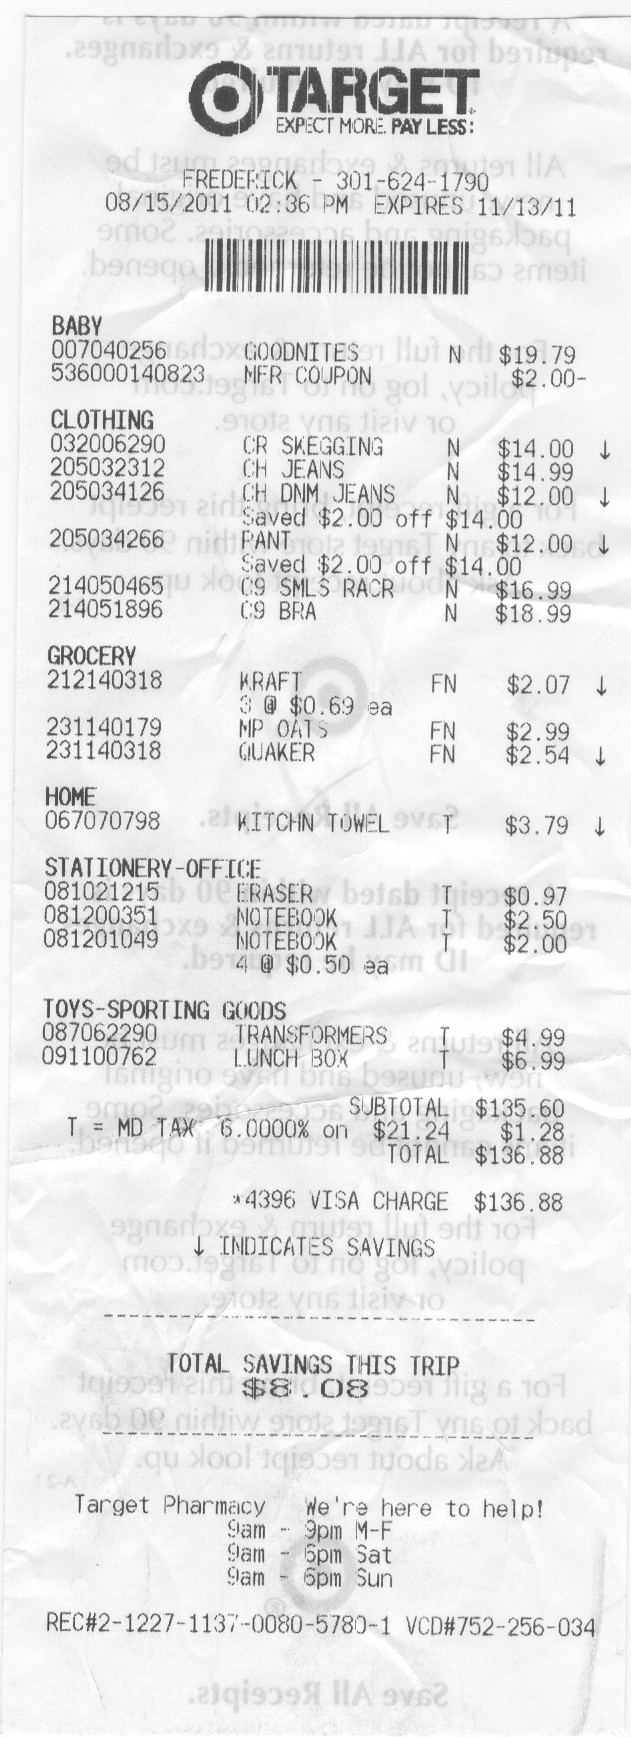 TARGET
EXPECT MORE. PAY LESS:
FREDERICK - 301-624-1790
08/15/2011 02:36 PM EXPIRES 11/13/11
BABY
007040256 GOODNITES N $19.79
536000140823 MFR COUPON $2.00-
CLOTHING
032006290 CR SKEGGING N $14.00 ↓
205032312 CH JEANS N $14.99
205034126 CH DNM JEANS N $12.00 ↓
Saved $2.00 off $14.00
205034266 PANT N $12.00 ↓
Saved $2.00 off $14.00
214050465 C9 SMLS RACR N $16.99
214051896 C9 BRA N $18.99
GROCERY
212140318 KRAFT FN $2.07 ↓
3 @ $0.69 ea
231140179 MP OATS FN $2.99
231140318 QUAKER FN $2.54 ↓
HOME
067070798 KITCHN TOWEL T $3.79 ↓
STATIONERY-OFFICE
081021215 ERASER T $0.97
081200351 NOTEBOOK T $2.50
081201049 NOTEBOOK T $2.00
4 @ $0.50 ea
TOYS-SPORTING GOODS
087062290 TRANSFORMERS T $4.99
091100762 LUNCH BOX T $6.99
SUBTOTAL $135.60
T = MD TAX 6.0000% on $21.24 $1.28
TOTAL $136.88
*4396 VISA CHARGE $136.88
↓ INDICATES SAVINGS
TOTAL SAVINGS THIS TRIP
$8.08
Target Pharmacy We're here to help!
9am - 9pm M-F
9am - 6pm Sat
9am - 6pm Sun
REC#2-1227-1137-0080-5780-1 VCD#752-256-034